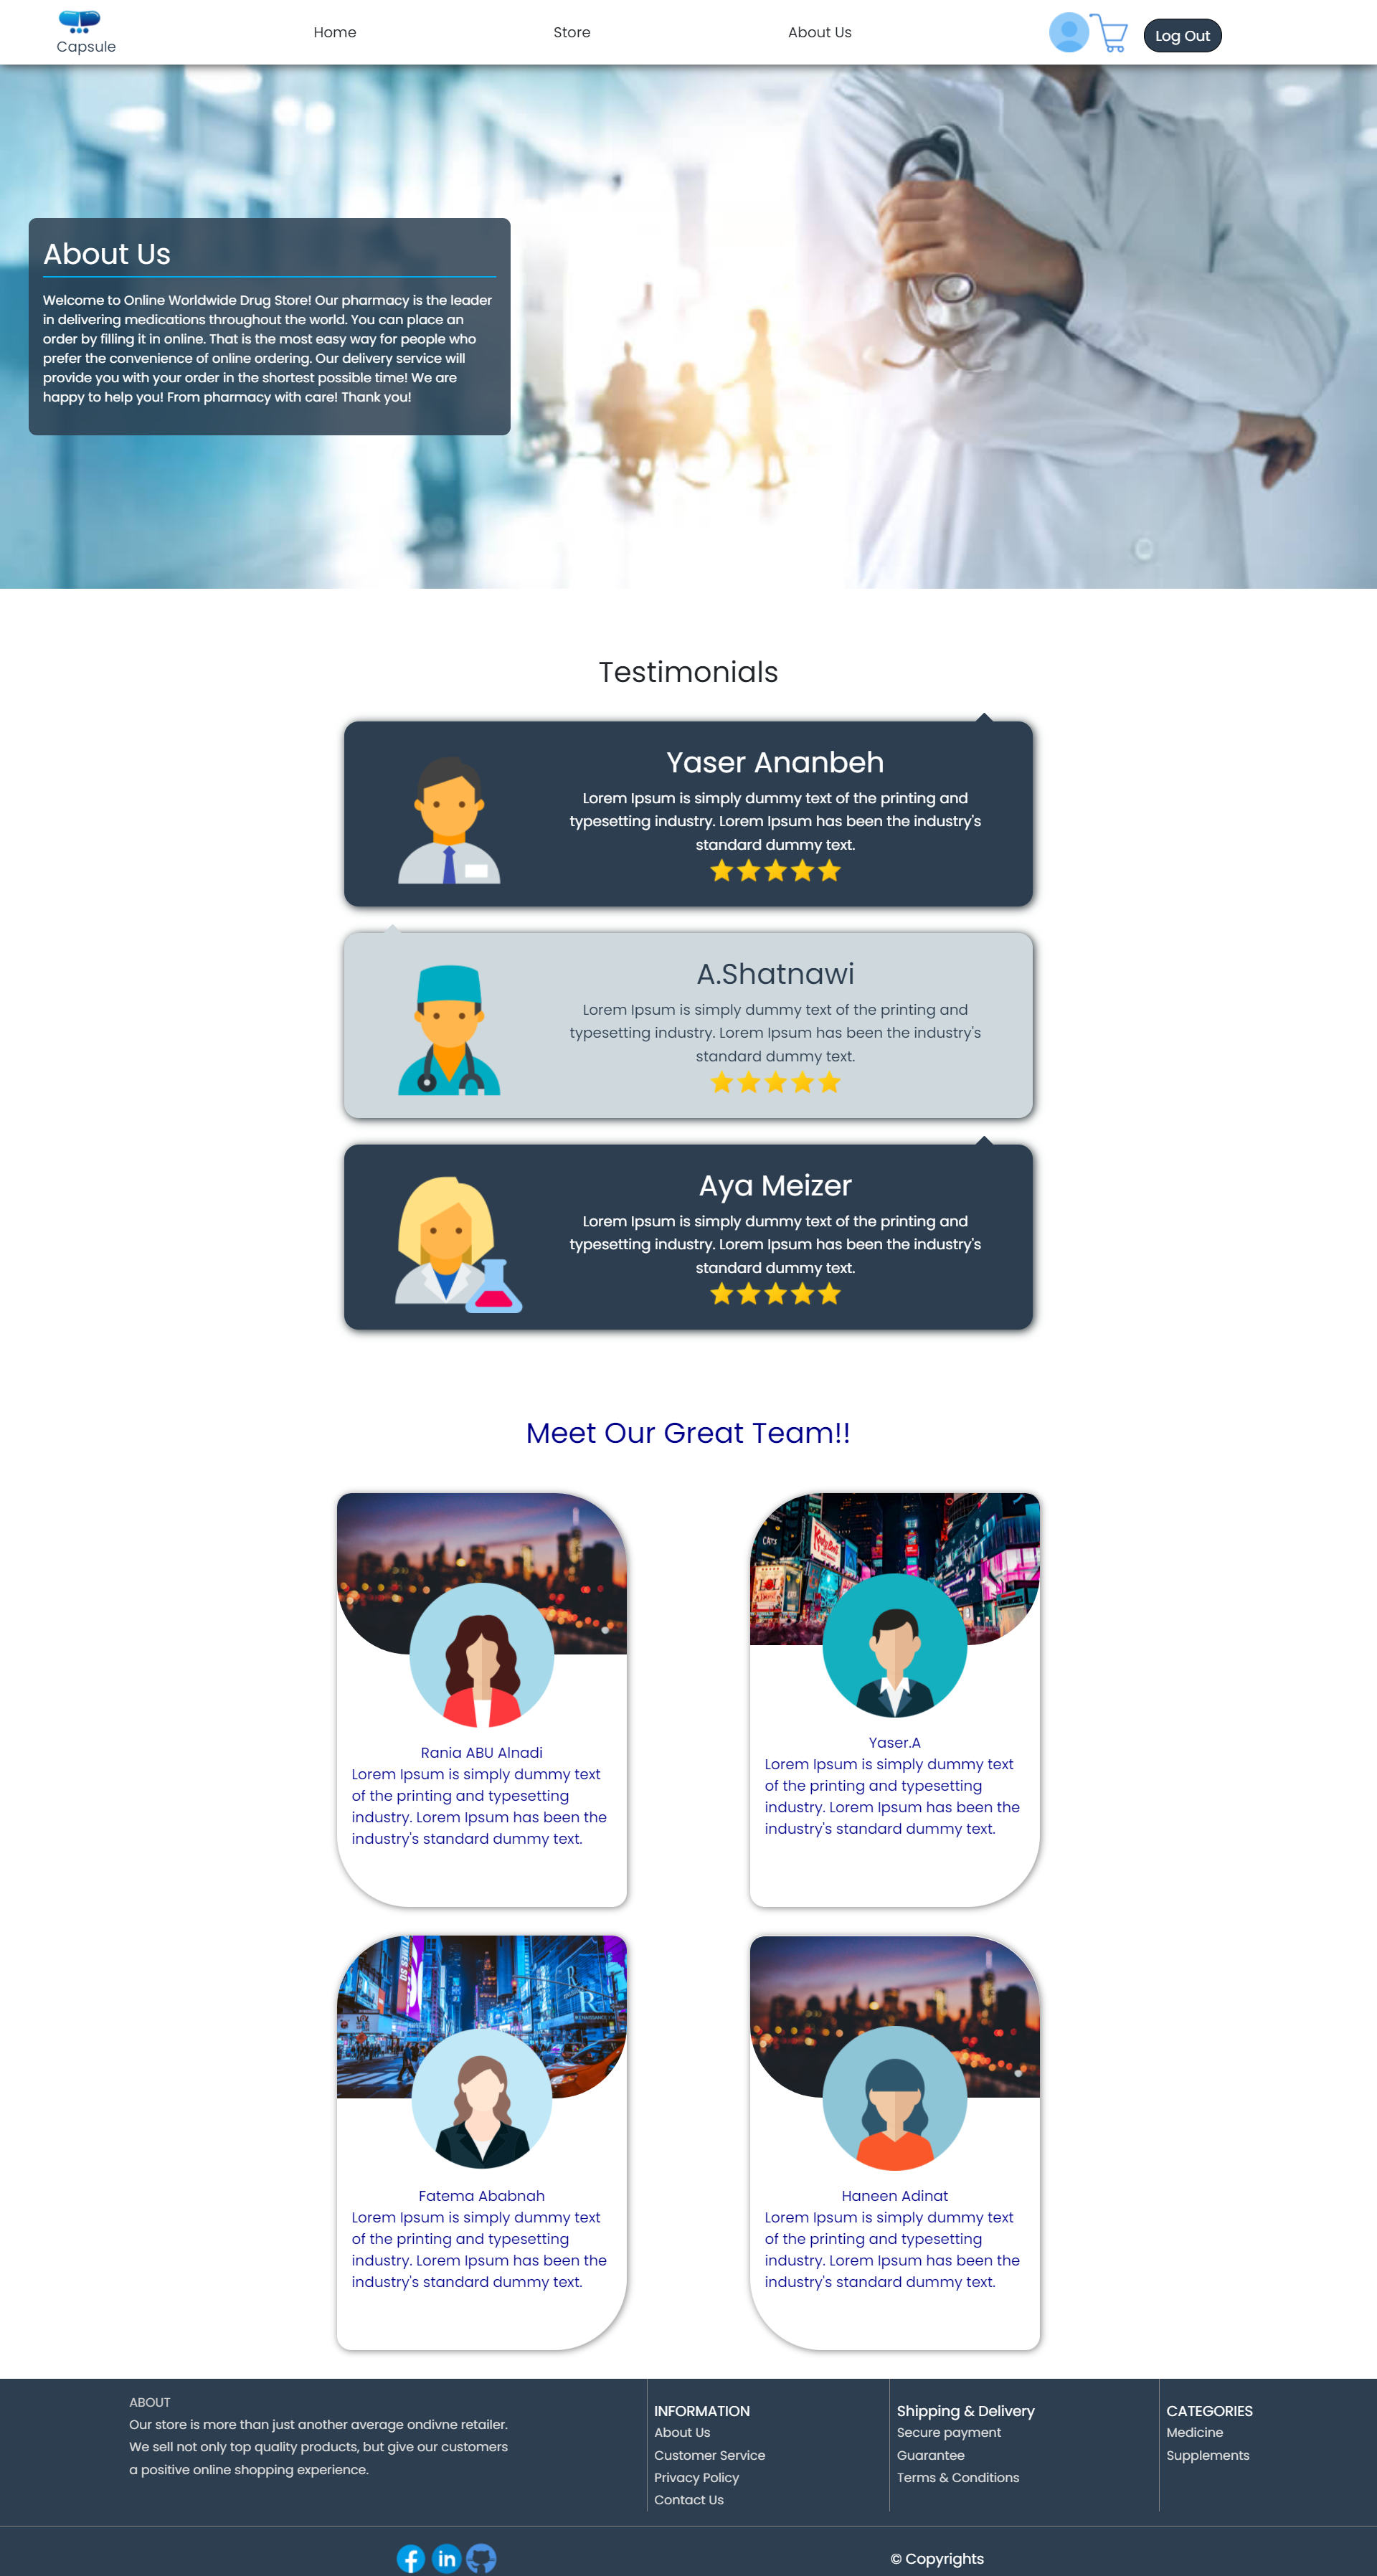 Capsule
Home
Store
About Us
Log Out
About Us
Welcome to Online Worldwide Drug Store! Our pharmacy is the leader
in delivering medications throughout the world. You can place an
order by filling it in online. That is the most easy way for people who
prefer the convenience of online ordering. Our delivery service will
provide you with your order in the shortest possible time! We are
happy to help you! From pharmacy with care! Thank you!
Testimonials
Yaser Ananbeh
Lorem Ipsum is simply dummy text of the printing and
typesetting industry. Lorem Ipsum has been the industry's
standard dummy text.
A.Shatnawi
Lorem Ipsum is simply dummy text of the printing and
typesetting industry. Lorem Ipsum has been the industry's
standard dummy text.
Aya Meizer
Lorem Ipsum is simply dummy text of the printing and
typesetting industry. Lorem Ipsum has been the industry's
standard dummy text.
Meet Our Great Team!!
Rania ABU Alnadi
Lorem Ipsum is simply dummy text
of the printing and typesetting
industry. Lorem Ipsum has been the
industry's standard dummy text.
Yaser.A
Lorem Ipsum is simply dummy text
of the printing and typesetting
industry. Lorem Ipsum has been the
industry's standard dummy text.
Fatema Ababnah
Lorem Ipsum is simply dummy text
of the printing and typesetting
industry. Lorem Ipsum has been the
industry's standard dummy text.
Haneen Adinat
Lorem Ipsum is simply dummy text
of the printing and typesetting
industry. Lorem Ipsum has been the
industry's standard dummy text.
ABOUT
Our store is more than just another average ondivne retailer.
We sell not only top quality products, but give our customers
a positive online shopping experience.
INFORMATION
About Us
Customer Service
Privacy Policy
Contact Us
Shipping & Delivery
Secure payment
Guarantee
Terms & Conditions
CATEGORIES
Medicine
Supplements
© Copyrights